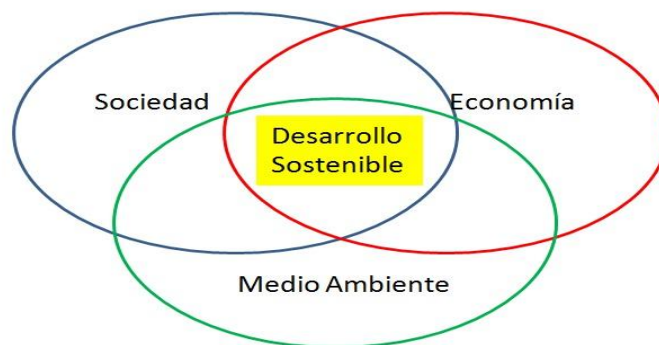 Sociedad
Economía
Desarrollo
Sostenible
Medio Ambiente